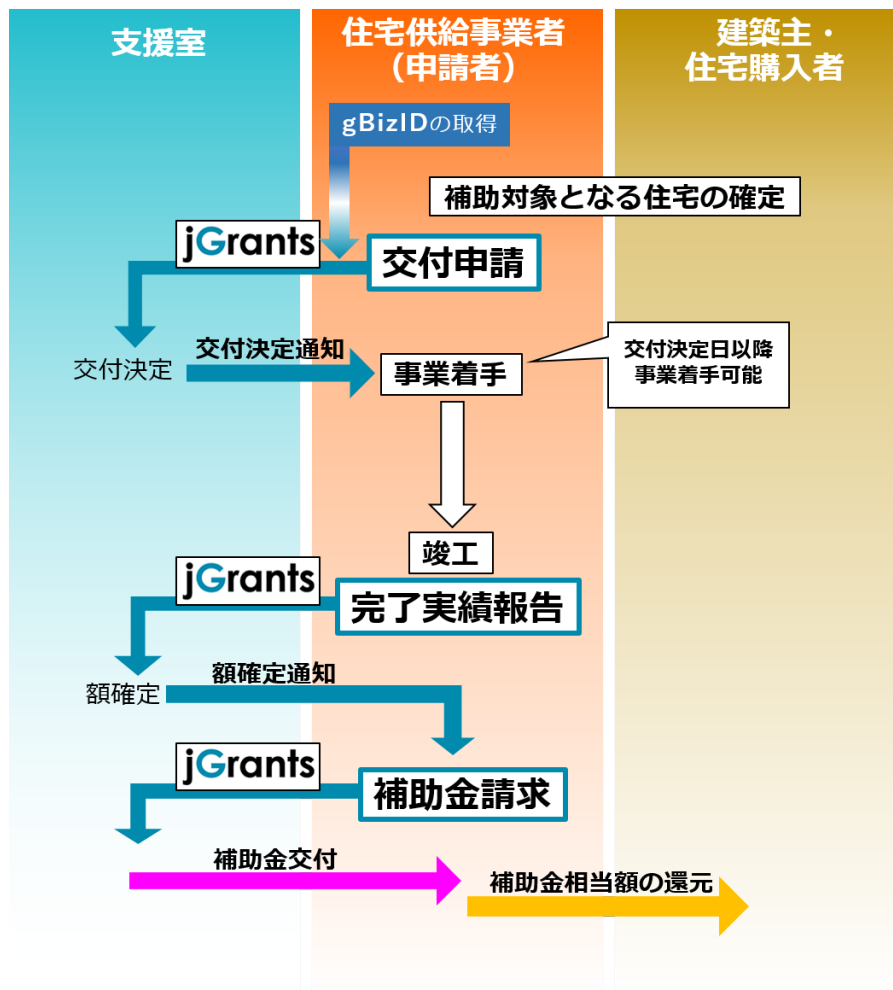 支援室
住宅供給事業者
（申請者）
建築主・
住宅購入者
gBizIDの取得
補助対象となる住宅の確定
jGrants
交付申請
交付決定
交付決定通知
事業着手
交付決定日以降
事業着手可能
竣工
jGrants
完了実績報告
額確定
額確定通知
jGrants
補助金請求
補助金交付
補助金相当額の還元